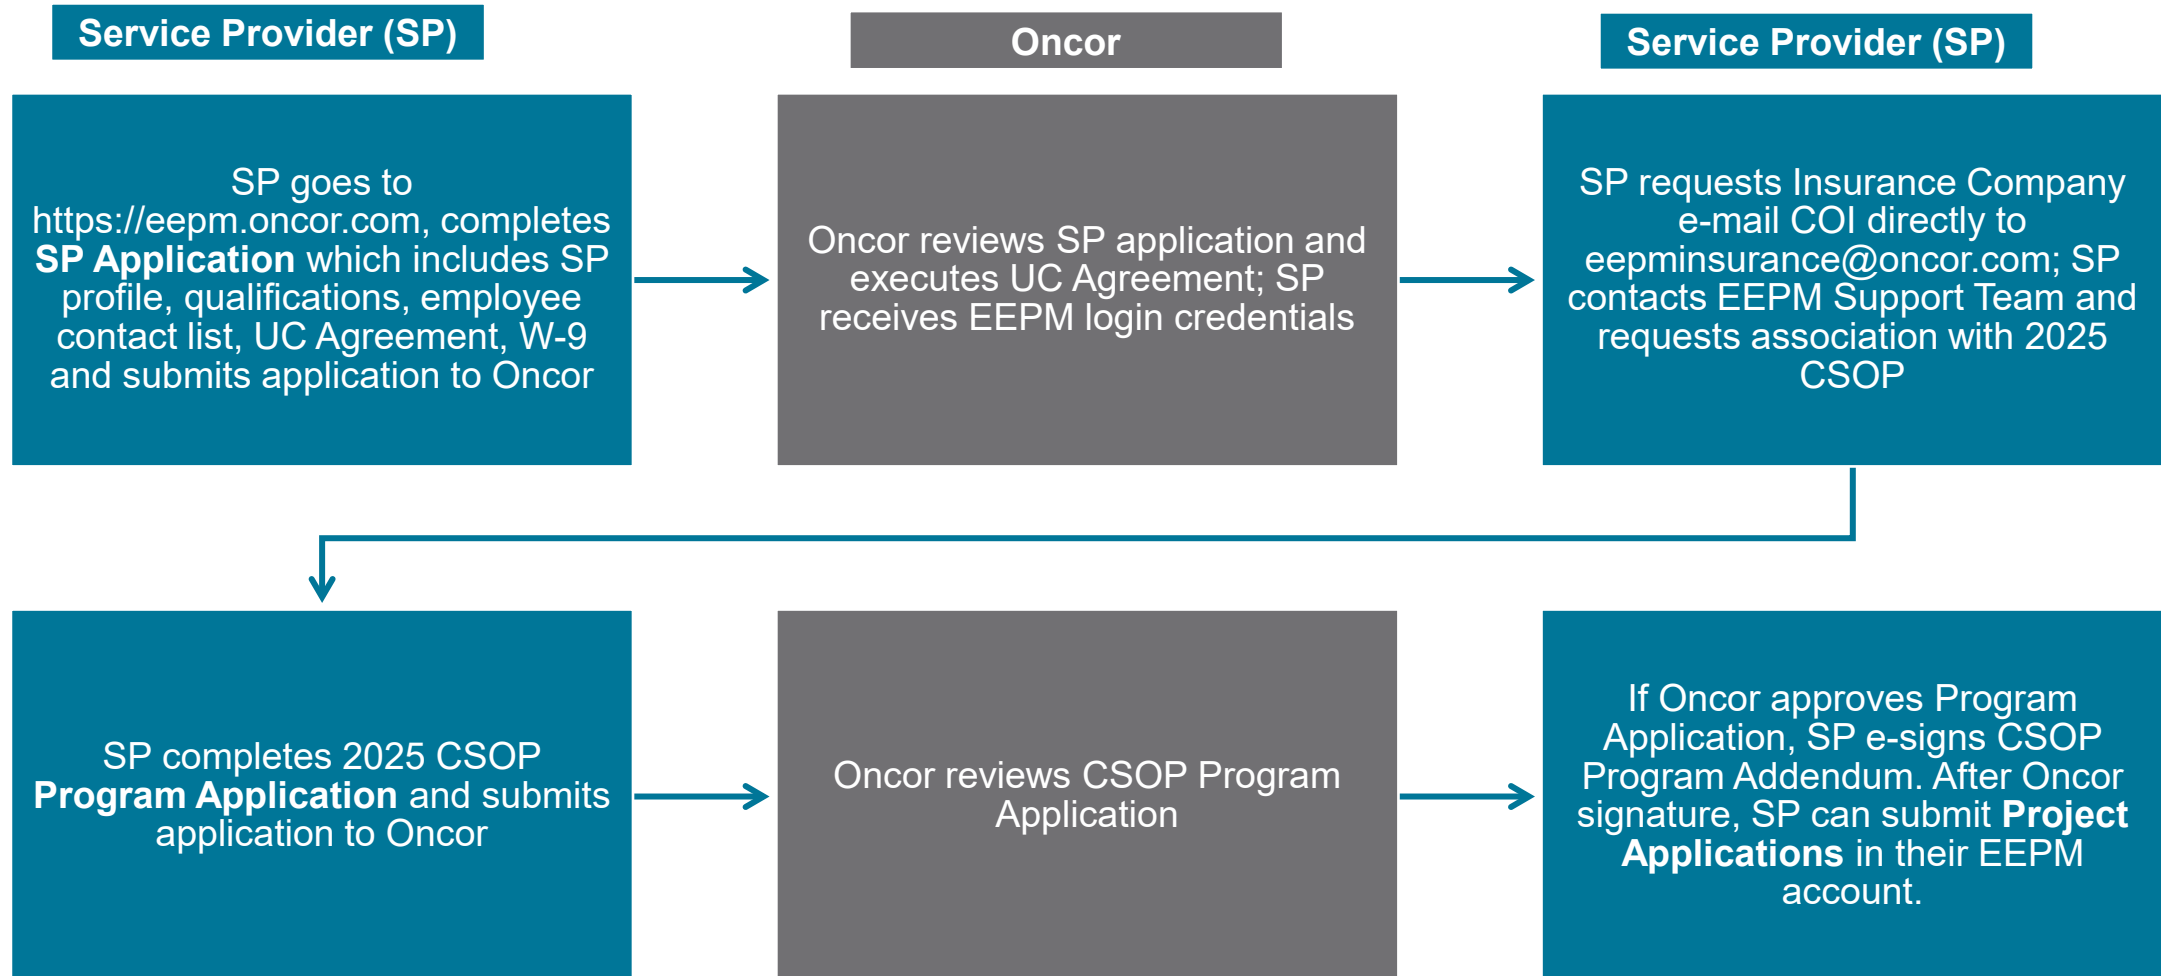 Service Provider (SP)
Oncor
Service Provider (SP)
SP goes to
https://eepm.oncor.com, completes
SP Application which includes SP
profile, qualifications, employee
contact list, UC Agreement, W-9
and submits application to Oncor
Oncor reviews SP application and
executes UC Agreement; SP
receives EEPM login credentials
SP requests Insurance Company
e-mail COI directly to
eepminsurance@oncor.com; SP
contacts EEPM Support Team and
requests association with 2025
CSOP
SP completes 2025 CSOP
Program Application and submits
application to Oncor
Oncor reviews CSOP Program
Application
If Oncor approves Program
Application, SP e-signs CSOP
Program Addendum. After Oncor
signature, SP can submit Project
Applications in their EEPM
account.